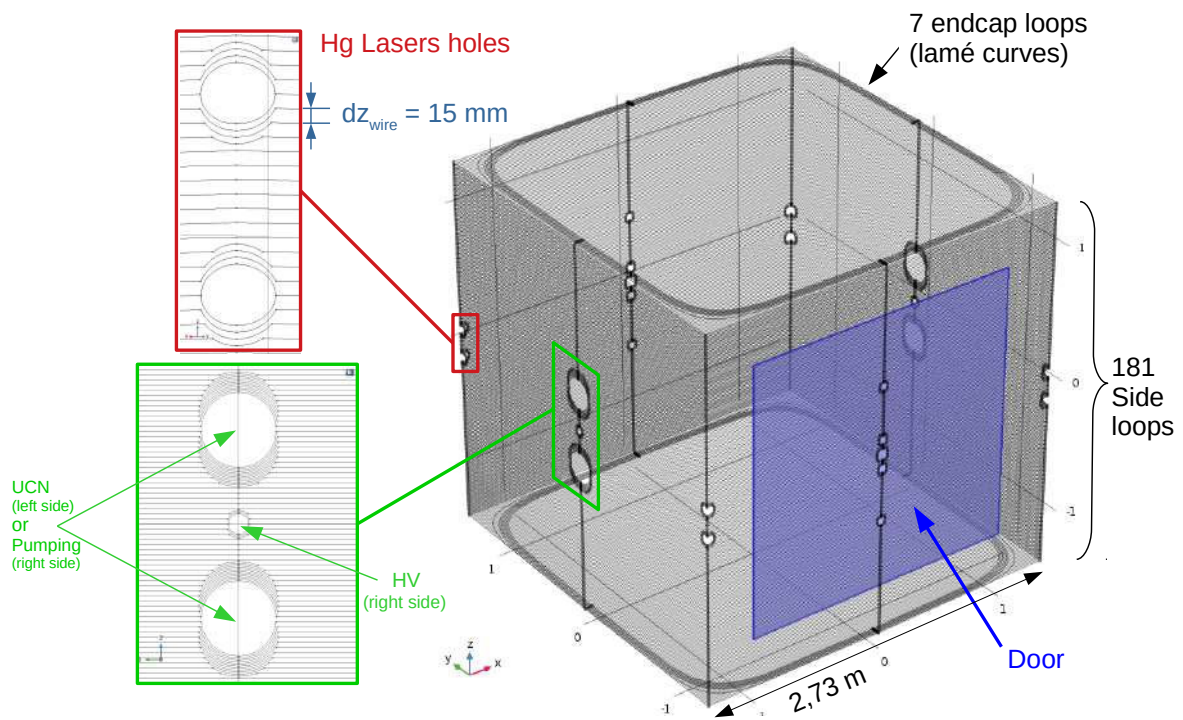 Hg Lasers holes
dz_wire = 15 mm
7 endcap loops
(lamé curves)
1
0
-1
181
Side
loops
UCN
(left side)
or
Pumping
(right side)
HV
(right side)
1
0
-1
1
0
-1
z
y
x
z
Door
2,73 m